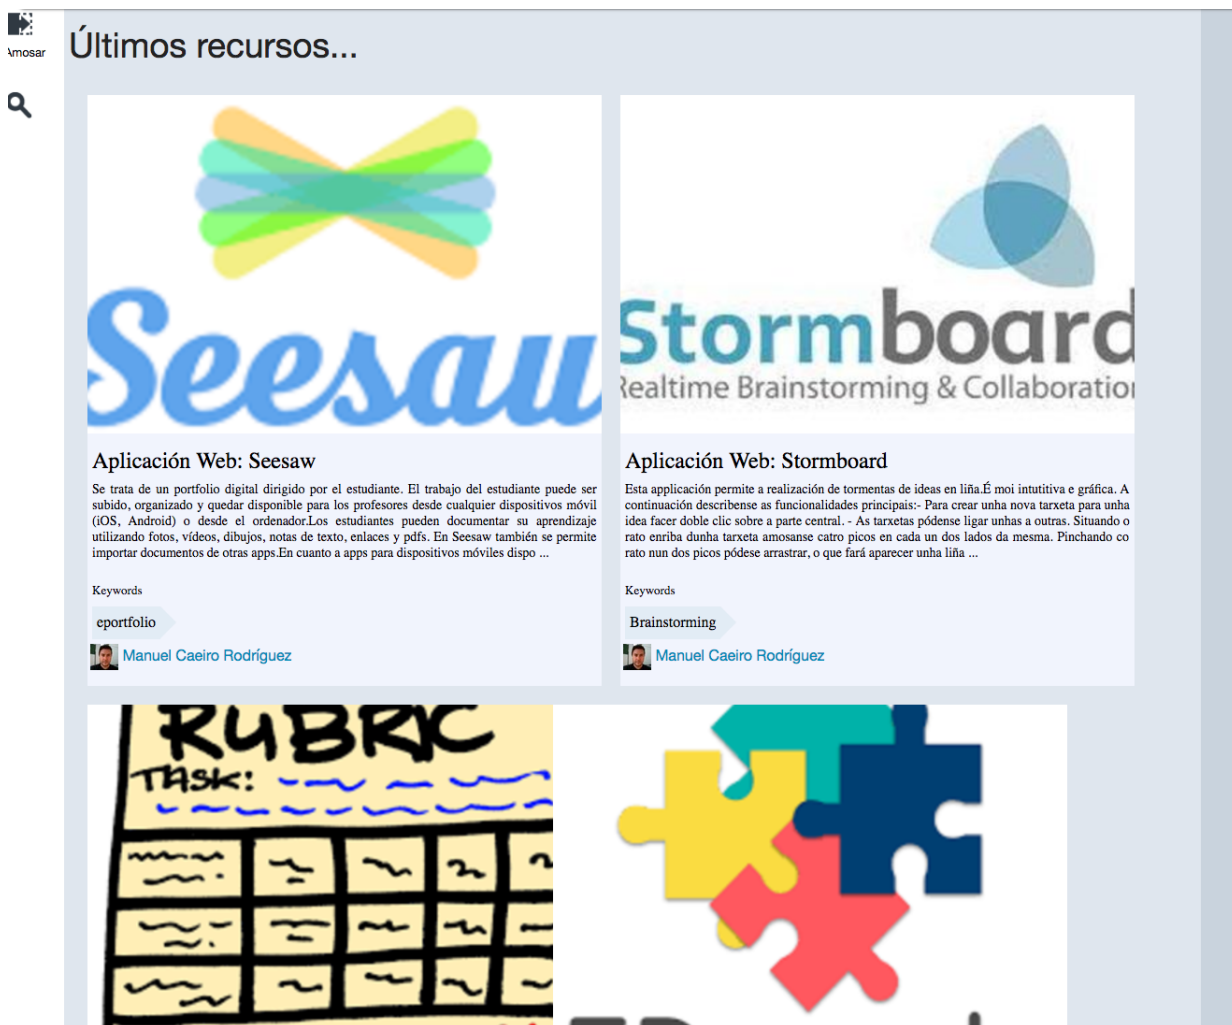 Amosar
Últimos recursos...
Seesaw
Stormboard
Realtime Brainstorming & Collaboration
Aplicación Web: Seesaw
Se trata de un portfolio digital dirigido por el estudiante. El trabajo del estudiante puede ser
subido, organizado y quedar disponible para los profesores desde cualquier dispositivos móvil
(iOS, Android) o desde el ordenador.Los estudiantes pueden documentar su aprendizaje
utilizando fotos, vídeos, dibujos, notas de texto, enlaces y pdfs. En Seesaw también se permite
importar documentos de otras apps.En cuanto a apps para dispositivos móviles dispo ...
Keywords
eportfolio
Manuel Caeiro Rodríguez
Aplicación Web: Stormboard
Esta applicación permite a realización de tormentas de ideas en liña.É moi intutitiva e gráfica. A
continuación descríbense as funcionalidades principais:- Para crear unha nova tarxeta para unha
idea facer doble clic sobre a parte central. - As tarxetas pódense ligar unhas a outras. Situando o
rato enriba dunha tarxeta amosanse catro picos en cada un dos lados da mesma. Pinchando co
rato nun dos picos pódese arrastrar, o que fará aparecer unha liña ...
Keywords
Brainstorming
Manuel Caeiro Rodríguez
RUBRIC
TASK: